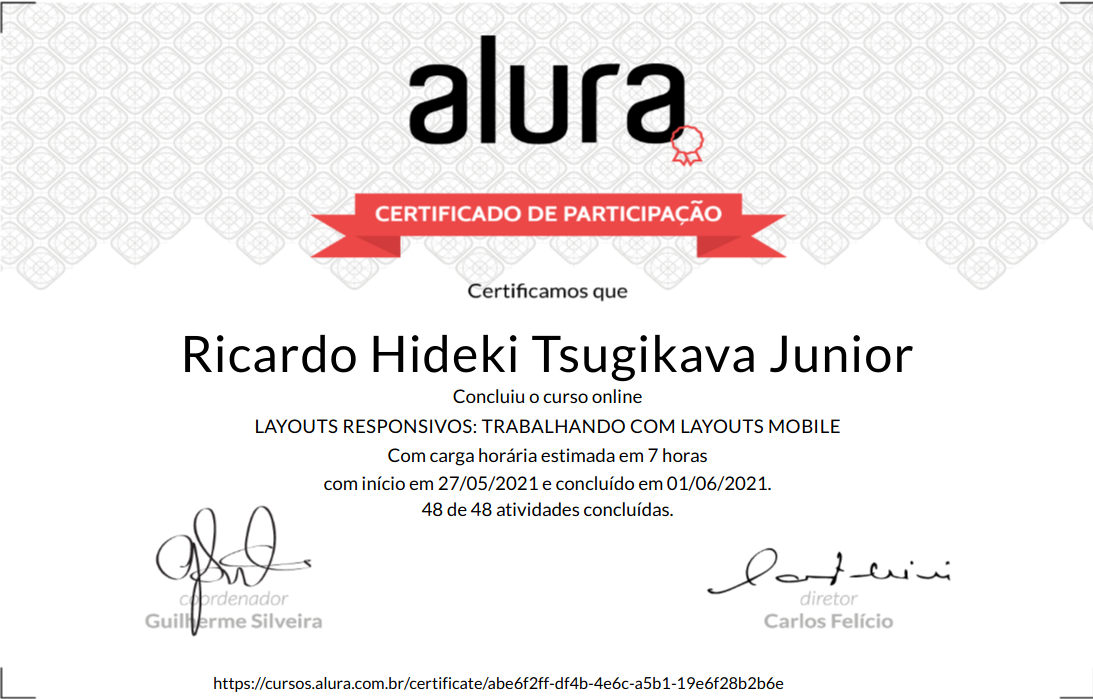 alura
CERTIFICADO DE PARTICIPAÇÃO
Certificamos que
Ricardo Hideki Tsugikava Junior
Concluiu o curso online
LAYOUTS RESPONSIVOS: TRABALHANDO COM LAYOUTS MOBILE
Com carga horária estimada em 7 horas
com início em 27/05/2021 e concluído em 01/06/2021.
48 de 48 atividades concluídas.
coordenador
Guilherme Silveira
diretor
Carlos Felício
https://cursos.alura.com.br/certificate/abe6f2ff-df4b-4e6c-a5b1-19e6f28b2b6e